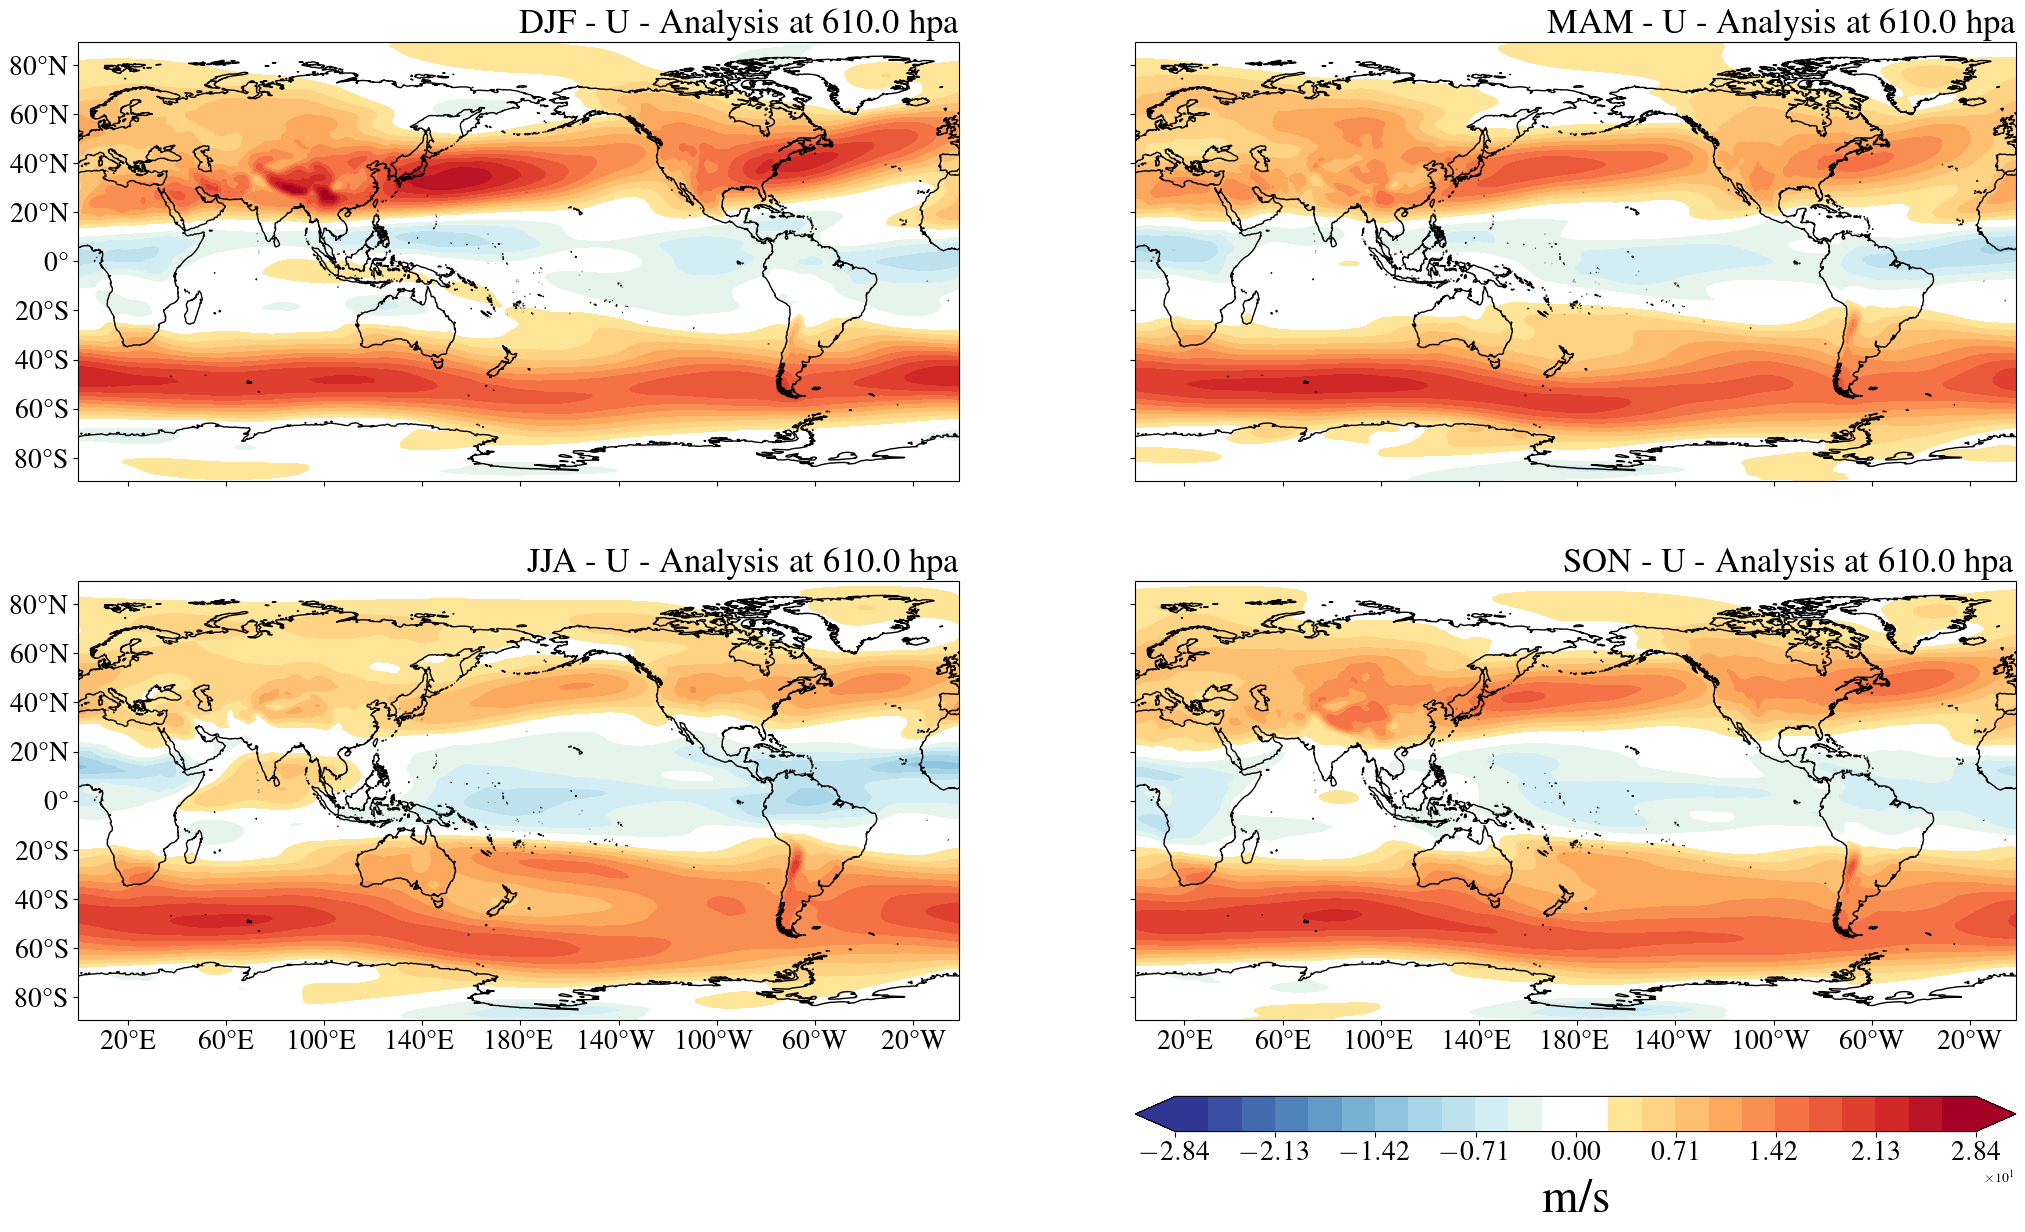 DJF - U - Analysis at 610.0 hpa
MAM - U - Analysis at 610.0 hpa
80°N
60°N
40°N
20°N
0°
20°S
40°S
60°S
80°S
JJA - U - Analysis at 610.0 hpa
SON - U - Analysis at 610.0 hpa
80°N
60°N
40°N
20°N
0°
20°S
40°S
60°S
80°S
20°E 60°E 100°E 140°E 180°E 140°W 100°W 60°W 20°W
20°E 60°E 100°E 140°E 180°E 140°W 100°W 60°W 20°W
−2.84 −2.13 −1.42 −0.71 0.00 0.71 1.42 2.13 2.84
×10¹
m/s